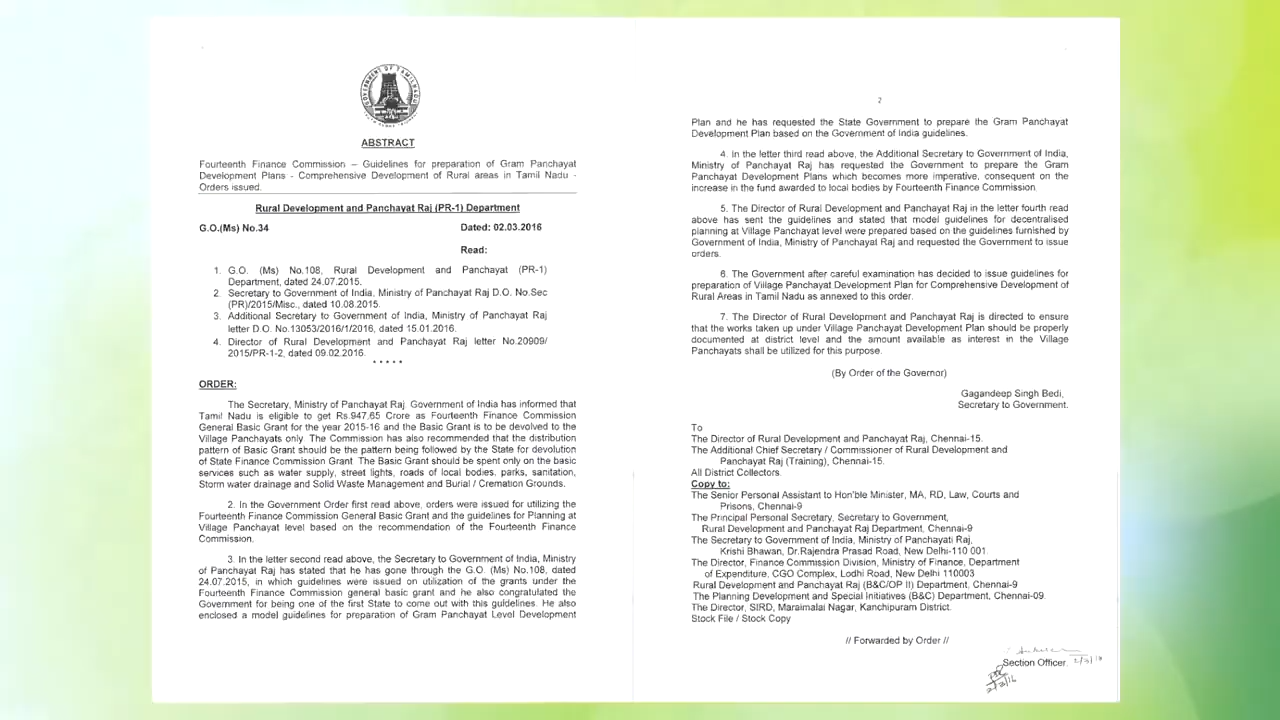 GOVERNMENT OF TAMILNADU
ABSTRACT
Fourteenth Finance Commission – Guidelines for preparation of Gram Panchayat
Development Plans - Comprehensive Development of Rural areas in Tamil Nadu -
Orders issued.
Rural Development and Panchayat Raj (PR-1) Department
G.O.(Ms) No.34 Dated: 02.03.2016
Read:
1. G.O. (Ms) No.108, Rural Development and Panchayat (PR-1)
Department, dated 24.07.2015.
2. Secretary to Government of India, Ministry of Panchayat Raj D.O. No.Sec
(PR)/2015/Misc., dated 10.08.2015.
3. Additional Secretary to Government of India, Ministry of Panchayat Raj
letter D.O. No.13053/2016/1/2016, dated 15.01.2016.
4. Director of Rural Development and Panchayat Raj letter No.20909/
2015/PR-1-2, dated 09.02.2016.
* * * * *
ORDER:
The Secretary, Ministry of Panchayat Raj, Government of India has informed that
Tamil Nadu is eligible to get Rs.947.65 Crore as Fourteenth Finance Commission
General Basic Grant for the year 2015-16 and the Basic Grant is to be devolved to the
Village Panchayats only. The Commission has also recommended that the distribution
pattern of Basic Grant should be the pattern being followed by the State for devolution
of State Finance Commission Grant. The Basic Grant should be spent only on the basic
services such as water supply, street lights, roads of local bodies, parks, sanitation,
Storm water drainage and Solid Waste Management and Burial / Cremation Grounds.
2. In the Government Order first read above, orders were issued for utilizing the
Fourteenth Finance Commission General Basic Grant and the guidelines for Planning at
Village Panchayat level based on the recommendation of the Fourteenth Finance
Commission.
3. In the letter second read above, the Secretary to Government of India, Ministry
of Panchayat Raj has stated that he has gone through the G.O. (Ms) No.108, dated
24.07.2015, in which guidelines were issued on utilization of the grants under the
Fourteenth Finance Commission general basic grant and he also congratulated the
Government for being one of the first State to come out with this guidelines. He also
enclosed a model guidelines for preparation of Gram Panchayat Level Development
2
Plan and he has requested the State Government to prepare the Gram Panchayat
Development Plan based on the Government of India guidelines.
4. In the letter third read above, the Additional Secretary to Government of India,
Ministry of Panchayat Raj has requested the Government to prepare the Gram
Panchayat Development Plans which becomes more imperative, consequent on the
increase in the fund awarded to local bodies by Fourteenth Finance Commission.
5. The Director of Rural Development and Panchayat Raj in the letter fourth read
above has sent the guidelines and stated that model guidelines for decentralised
planning at Village Panchayat level were prepared based on the guidelines furnished by
Government of India, Ministry of Panchayat Raj and requested the Government to issue
orders.
6. The Government after careful examination has decided to issue guidelines for
preparation of Village Panchayat Development Plan for Comprehensive Development of
Rural Areas in Tamil Nadu as annexed to this order.
7. The Director of Rural Development and Panchayat Raj is directed to ensure
that the works taken up under Village Panchayat Development Plan should be properly
documented at district level and the amount available as interest in the Village
Panchayats shall be utilized for this purpose.
(By Order of the Governor)
Gagandeep Singh Bedi,
Secretary to Government.
To
The Director of Rural Development and Panchayat Raj, Chennai-15.
The Additional Chief Secretary / Commissioner of Rural Development and
Panchayat Raj (Training), Chennai-15.
All District Collectors.
Copy to:
The Senior Personal Assistant to Hon'ble Minister, MA, RD, Law, Courts and
Prisons, Chennai-9
The Principal Personal Secretary, Secretary to Government,
Rural Development and Panchayat Raj Department, Chennai-9
The Secretary to Government of India, Ministry of Panchayati Raj,
Krishi Bhawan, Dr.Rajendra Prasad Road, New Delhi-110 001.
The Director, Finance Commission Division, Ministry of Finance, Department
of Expenditure, CGO Complex, Lodhi Road, New Delhi 110003
Rural Development and Panchayat Raj (B&C/OP II) Department, Chennai-9
The Planning Development and Special Initiatives (B&C) Department, Chennai-09.
The Director, SIRD, Maraimalai Nagar, Kanchipuram District.
Stock File / Stock Copy
// Forwarded by Order //
Section Officer.
2/3/16